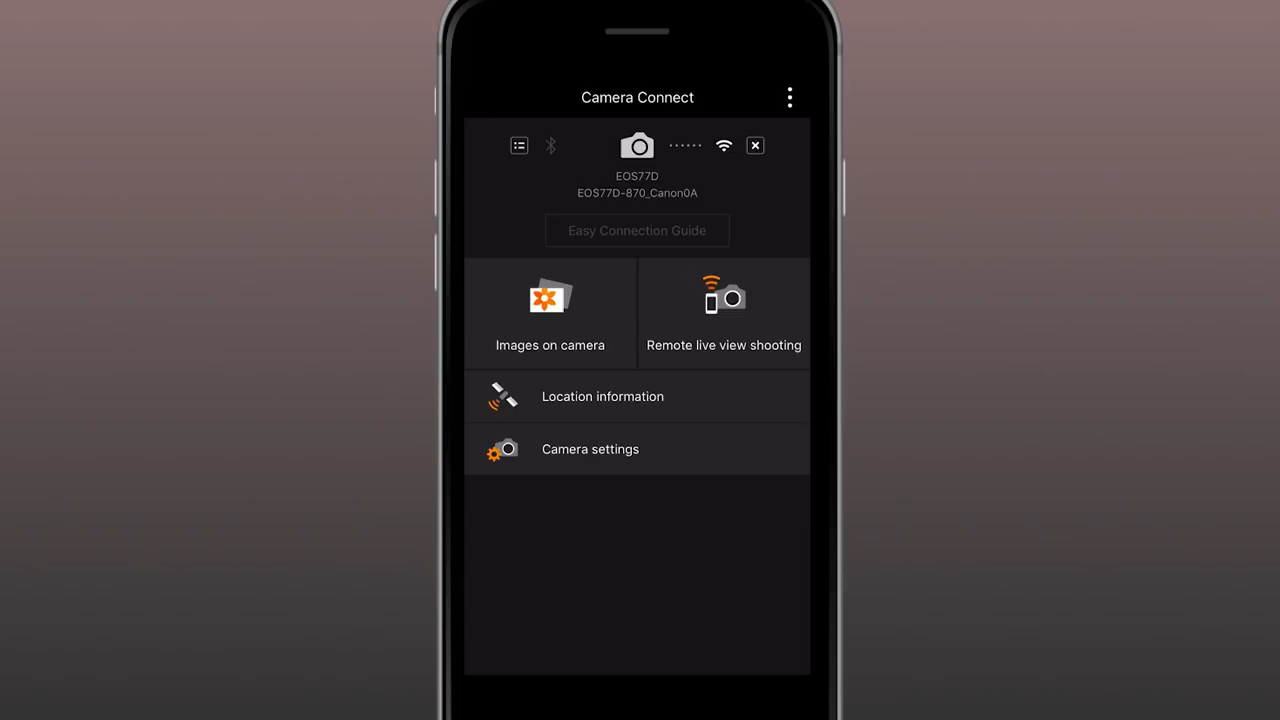 Camera Connect
EOS77D
EOS77D-870_Canon0A
Easy Connection Guide
Images on camera
Remote live view shooting
Location information
Camera settings